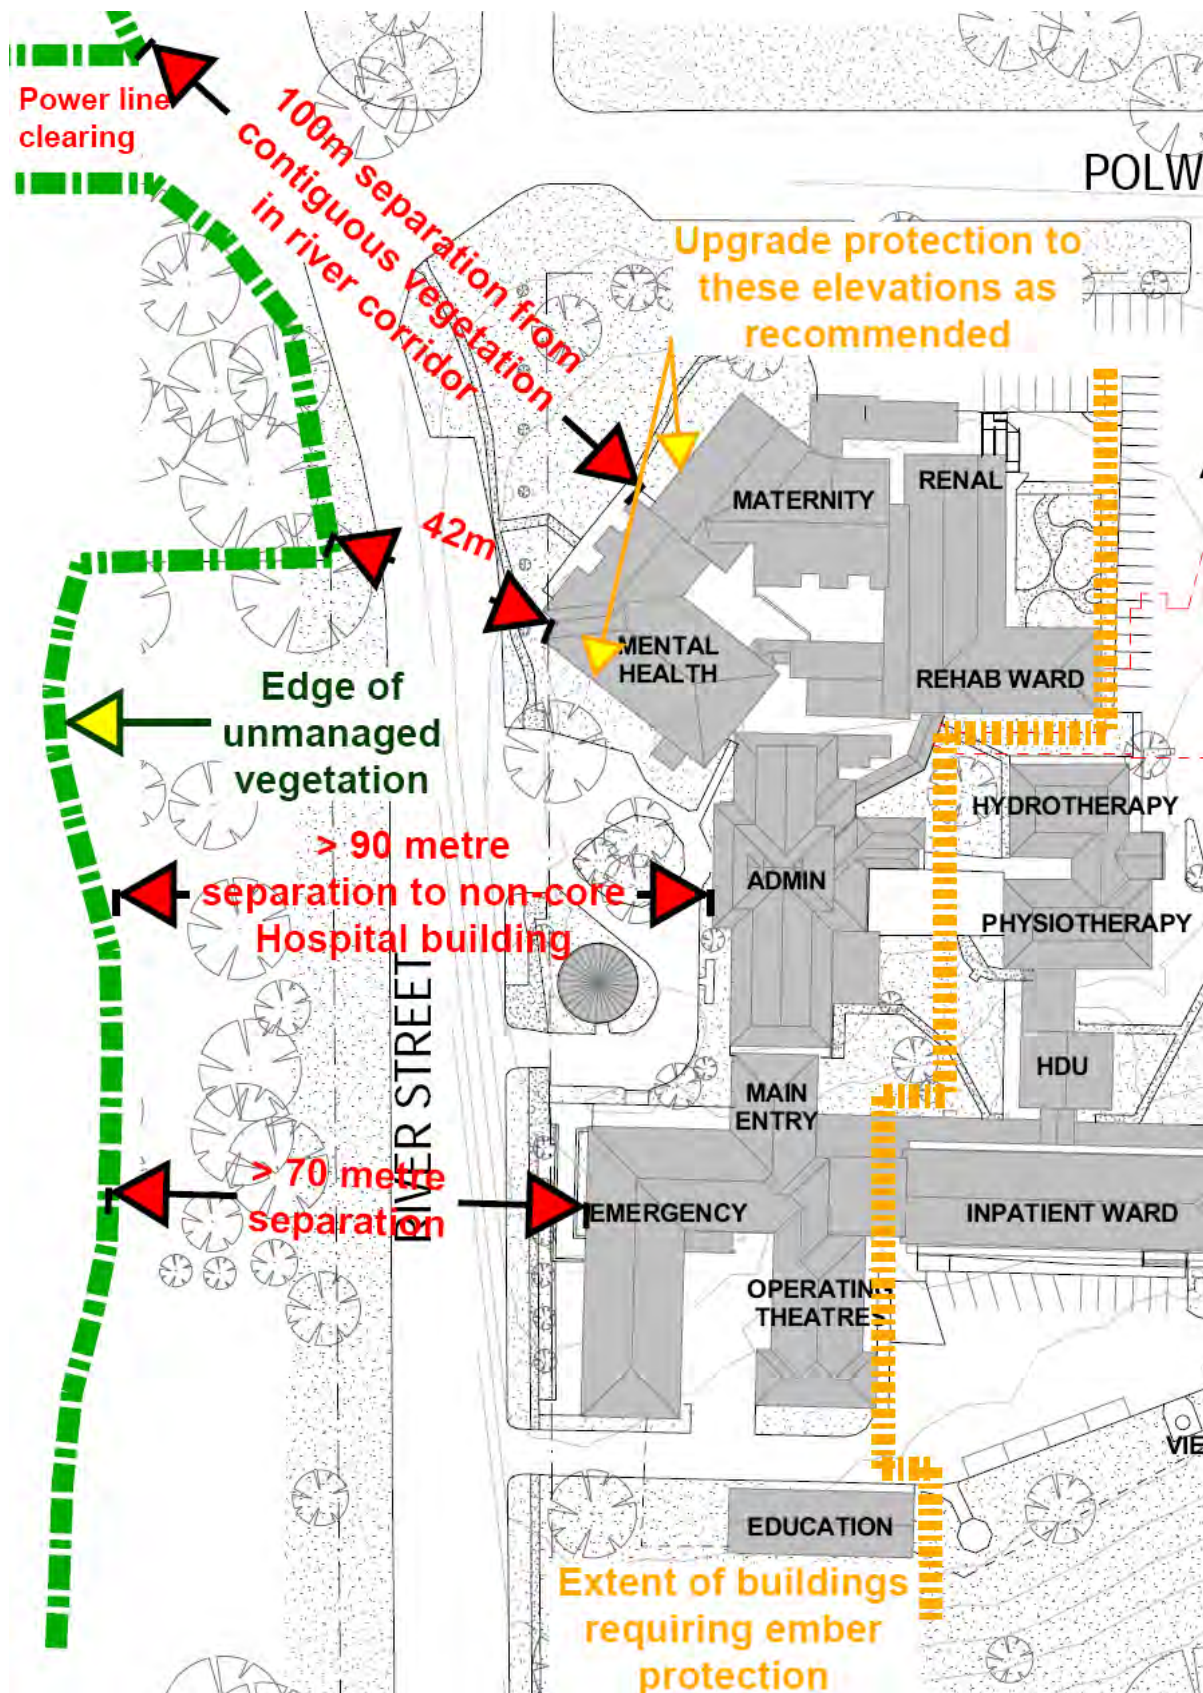 Power line
clearing
100m separation from
contiguous vegetation
in river corridor
POLW
Upgrade protection to
these elevations as
recommended
42m
MATERNITY
RENAL
MENTAL
HEALTH
REHAB WARD
Edge of
unmanaged
vegetation
HYDROTHERAPY
> 90 metre
separation to non-core
Hospital building
ADMIN
PHYSIOTHERAPY
RIVER STREET
HDU
MAIN
ENTRY
> 70 metre
separation
EMERGENCY
INPATIENT WARD
OPERATING
THEATRES
VIE
EDUCATION
Extent of buildings
requiring ember
protection